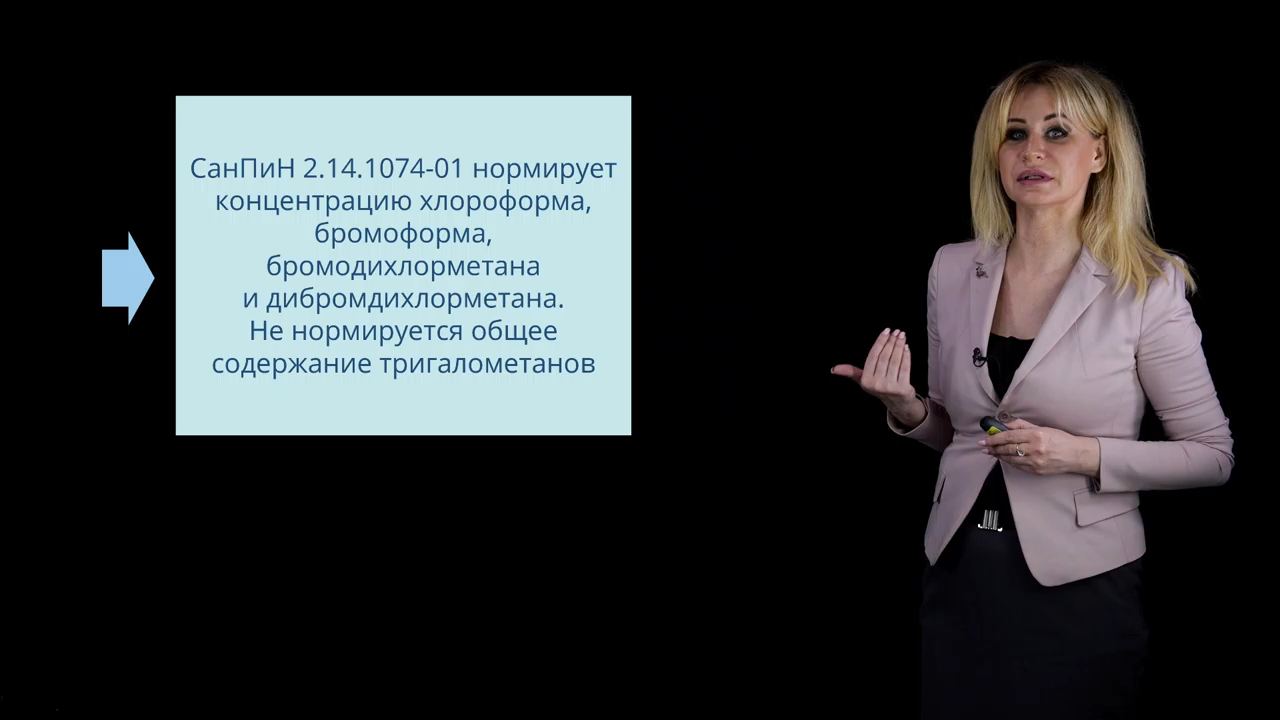 СанПиН 2.14.1074-01 нормирует
концентрацию хлороформа,
бромоформа,
бромодихлорметана
и дибромдихлорметана.
Не нормируется общее
содержание тригалометанов